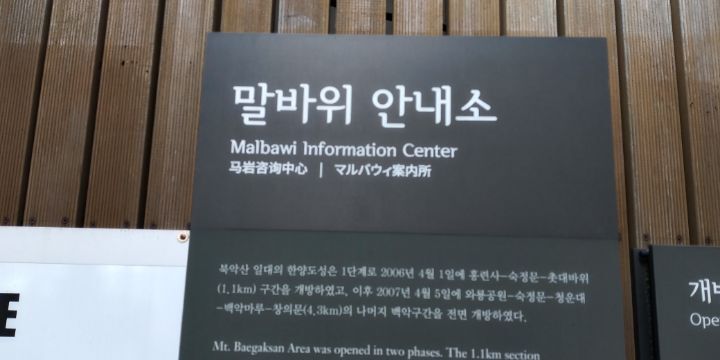 말바위 안내소
Malbawi Information Center
马岩咨询中心 | マルバウィ案内所
북악산 일대의 한양도성은 1단계로 2006년 4월 1일에 홍련사-숙정문-촛대바위
(1.1km) 구간을 개방하였고, 이후 2007년 4월 5일에 와룡공원-숙정문-청운대
-백악마루-창의문(4.3km)의 나머지 백악구간을 전면 개방하였다.
Mt. Baegaksan Area was opened in two phases. The 1.1km section
E
개방
Ope